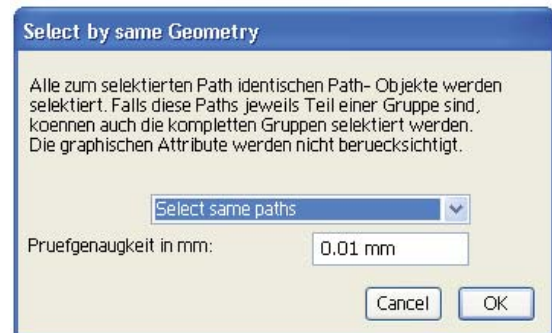 Select by same Geometry
Alle zum selektierten Path identischen Path- Objekte werden
selektiert. Falls diese Paths jeweils Teil einer Gruppe sind,
koennen auch die kompletten Gruppen selektiert werden.
Die graphischen Attribute werden nicht beruecksichtigt.
Select same paths
Pruefgenaugkeit in mm: 0.01 mm
Cancel OK